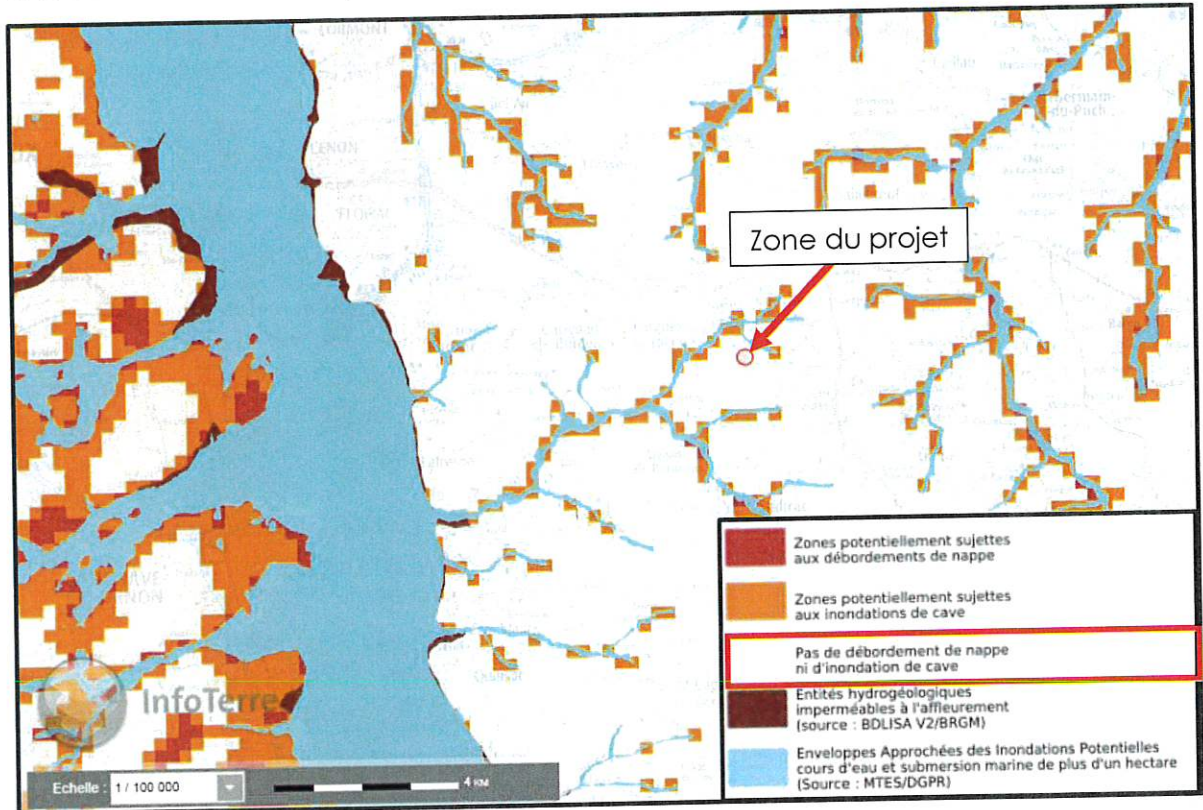 CENON
FLOIRAC
Zone du projet
Zones potentiellement sujettes
aux débordements de nappe
Zones potentiellement sujettes
aux inondations de cave
Pas de débordement de nappe
ni d'inondation de cave
Entités hydrogéologiques
imperméables à l'affleurement
(source : BDLISA V2/BRGM)
Enveloppes Approchées des Inondations Potentielles
cours d'eau et submersion marine de plus d'un hectare
(Source : MTES/DGPR)
InfoTerre
Echelle : 1 / 100 000
4 KM